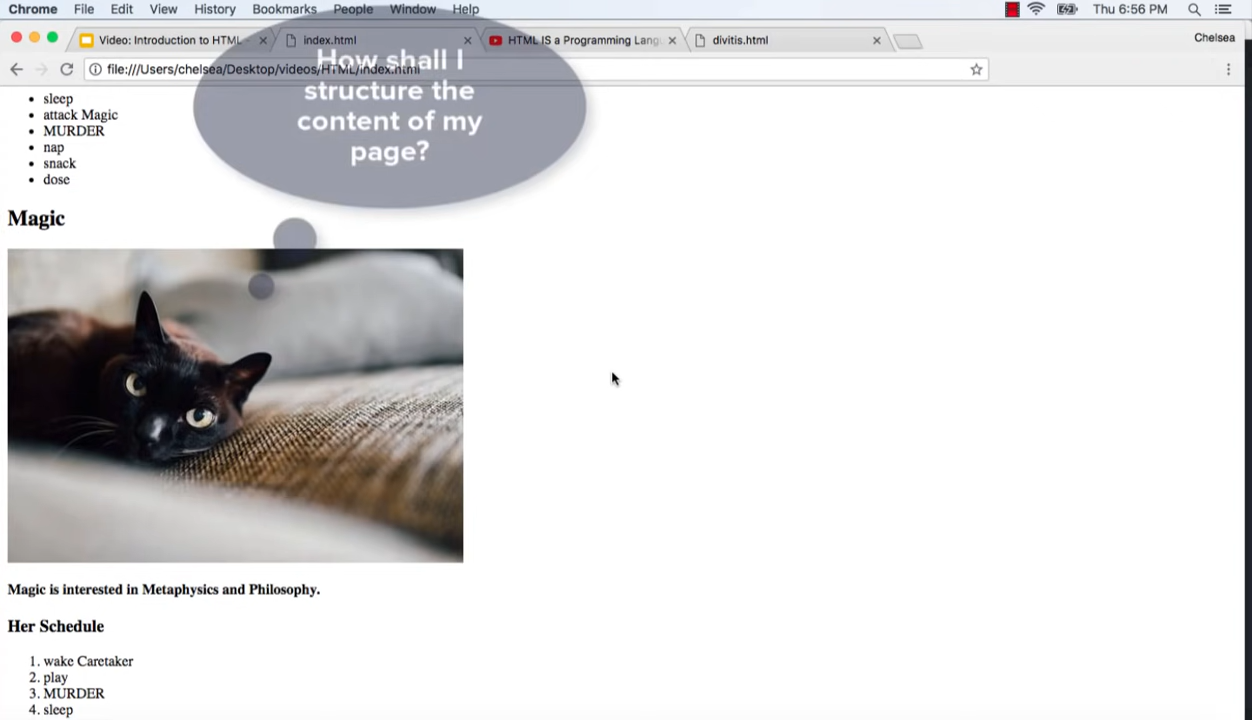 Chrome File Edit View History Bookmarks People Window Help Thu 6:56 PM
Video: Introduction to HTML - index.html HTML IS a Programming Lang divitis.html Chelsea
file:///Users/chelsea/Desktop/videos/HTML/index.html
How shall I
structure the
content of my
page?
• sleep
• attack Magic
• MURDER
• nap
• snack
• dose
Magic
Magic is interested in Metaphysics and Philosophy.
Her Schedule
1. wake Caretaker
2. play
3. MURDER
4. sleep